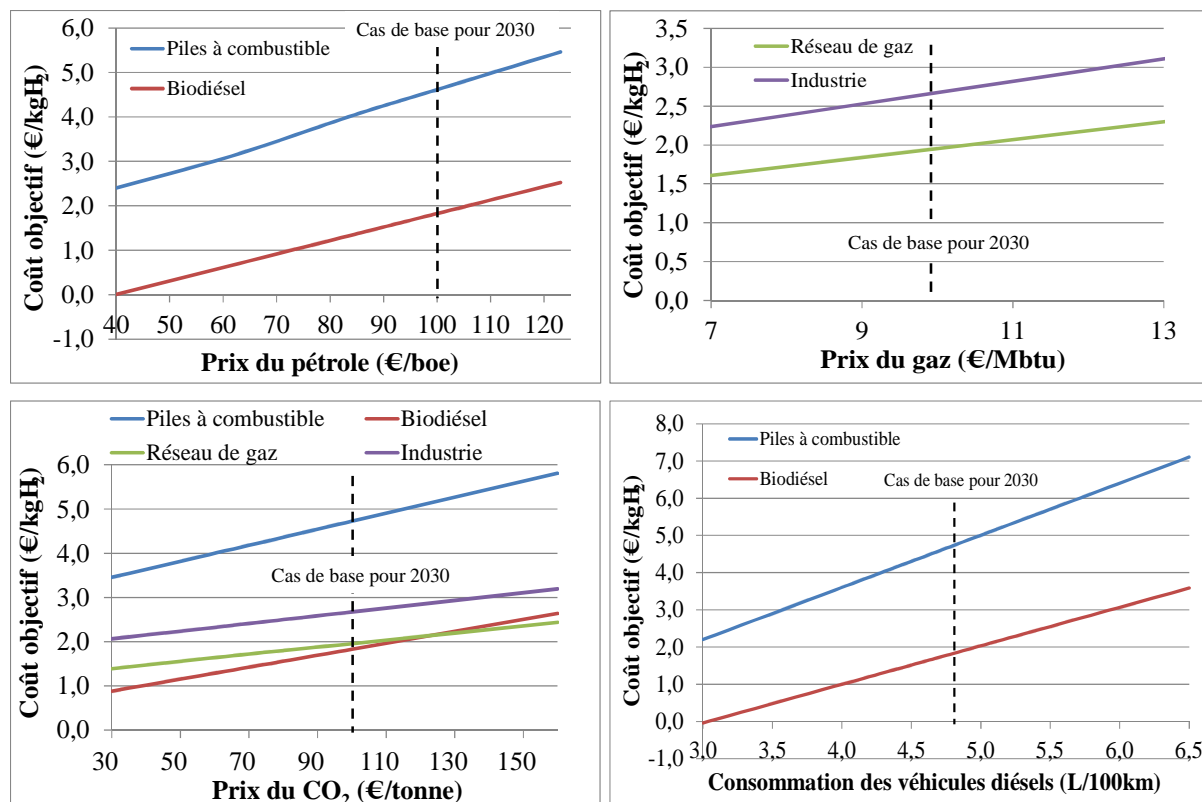 Coût objectif (€/kgH2)
6,0
5,0
4,0
3,0
2,0
1,0
0,0
-1,0
Piles à combustible
Biodiésel
Cas de base pour 2030
40 50 60 70 80 90 100 110 120
Prix du pétrole (€/boe)
Coût objectif (€/kgH2)
3,5
3,0
2,5
2,0
1,5
1,0
0,5
0,0
Réseau de gaz
Industrie
Cas de base pour 2030
7 9 11 13
Prix du gaz (€/Mbtu)
Piles à combustible Biodiésel
Réseau de gaz Industrie
Coût objectif (€/kgH2)
6,0
5,0
4,0
3,0
2,0
1,0
0,0
Cas de base pour 2030
30 50 70 90 110 130 150
Prix du CO2 (€/tonne)
Coût objectif (€/kgH2)
8,0
7,0
6,0
5,0
4,0
3,0
2,0
1,0
0,0
-1,0
Piles à combustible
Biodiésel
Cas de base pour 2030
3,0 3,5 4,0 4,5 5,0 5,5 6,0 6,5
Consommation des véhicules diésels (L/100km)